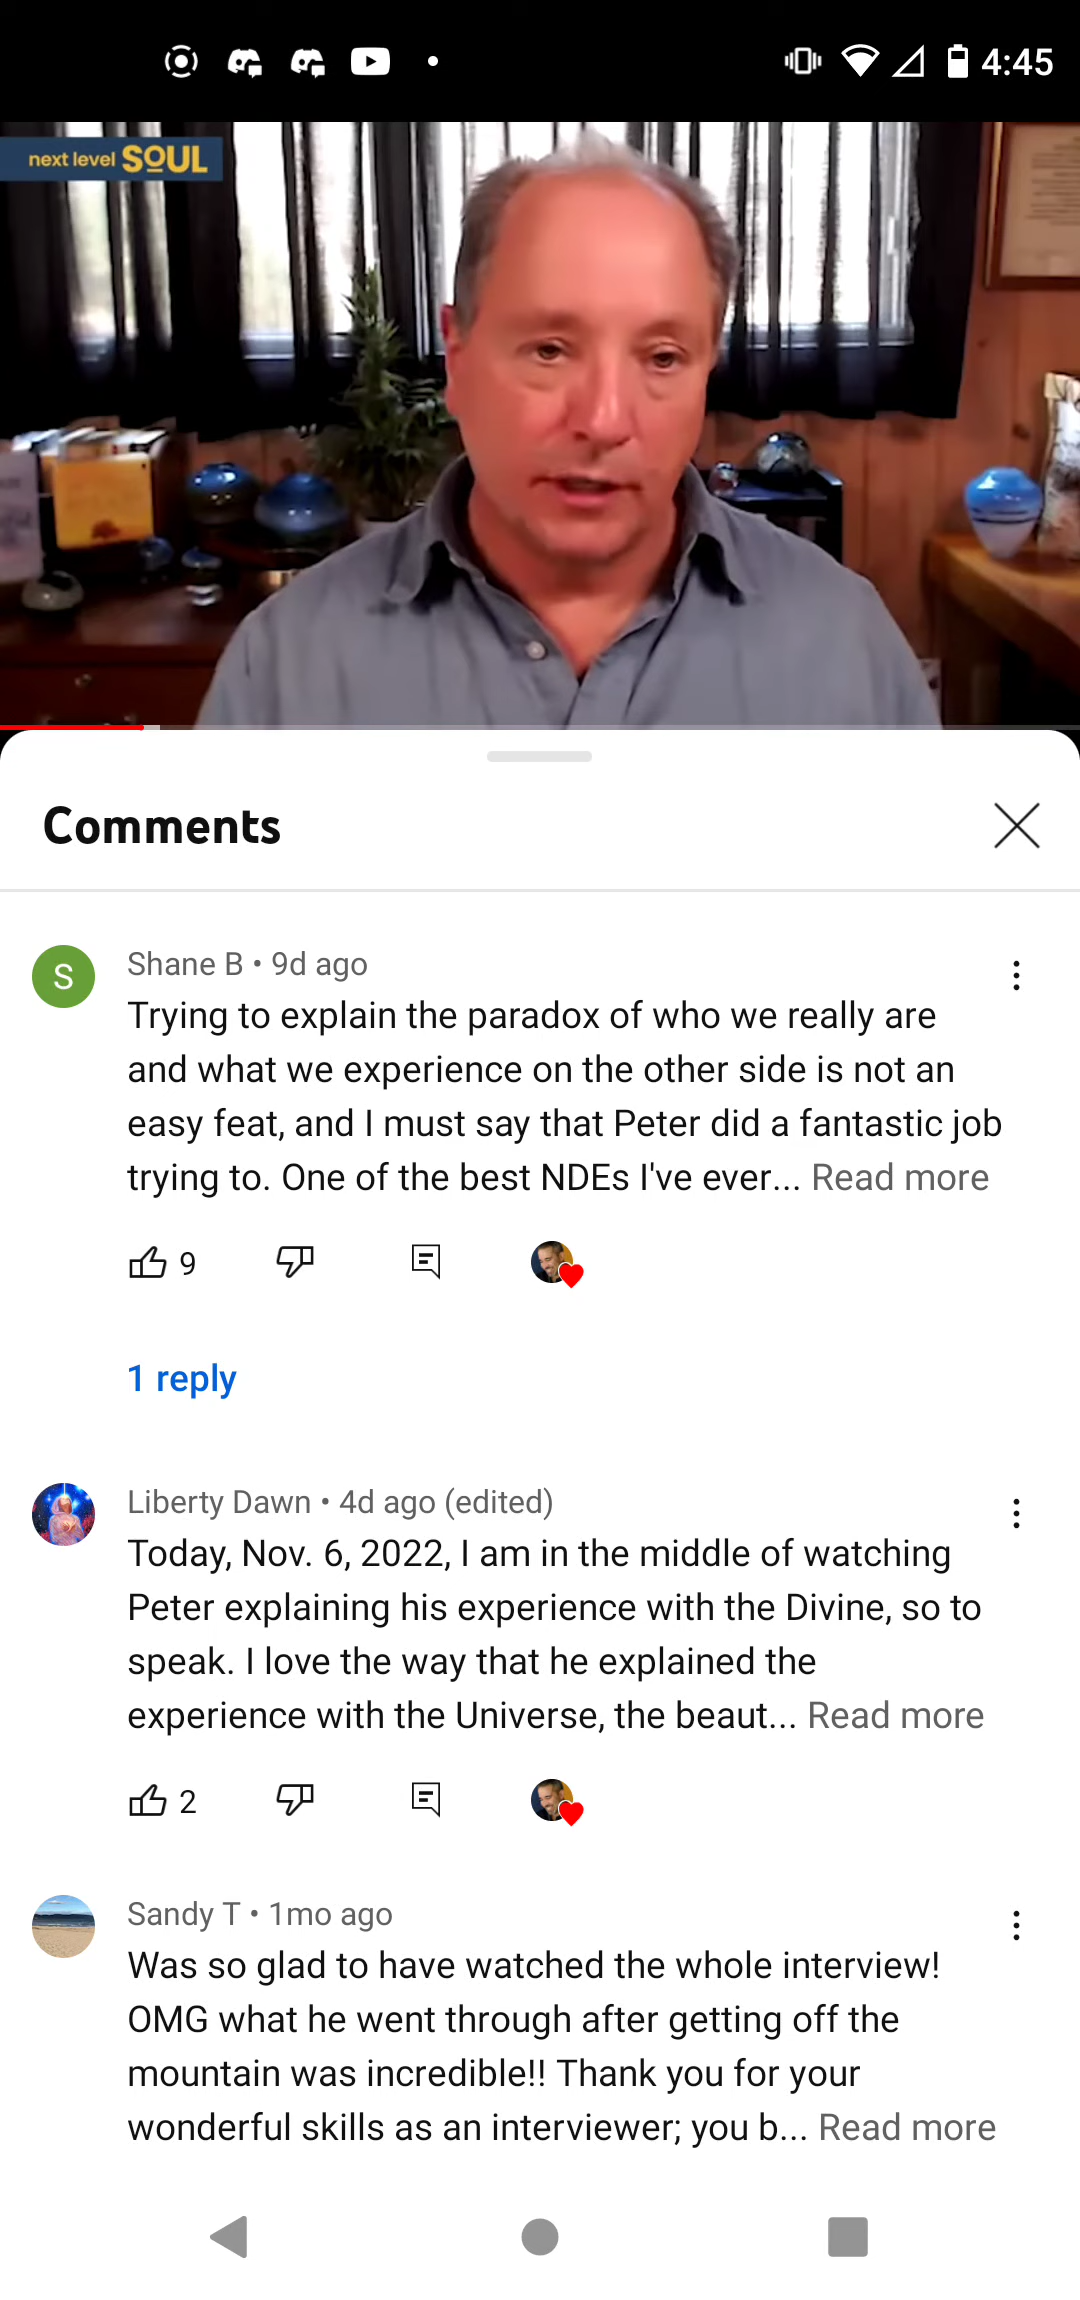 4:45
next level SOUL
Comments
S
Shane B • 9d ago
Trying to explain the paradox of who we really are
and what we experience on the other side is not an
easy feat, and I must say that Peter did a fantastic job
trying to. One of the best NDEs I've ever... Read more
9
1 reply
Liberty Dawn • 4d ago (edited)
Today, Nov. 6, 2022, I am in the middle of watching
Peter explaining his experience with the Divine, so to
speak. I love the way that he explained the
experience with the Universe, the beaut... Read more
2
Sandy T • 1mo ago
Was so glad to have watched the whole interview!
OMG what he went through after getting off the
mountain was incredible!! Thank you for your
wonderful skills as an interviewer; you b... Read more